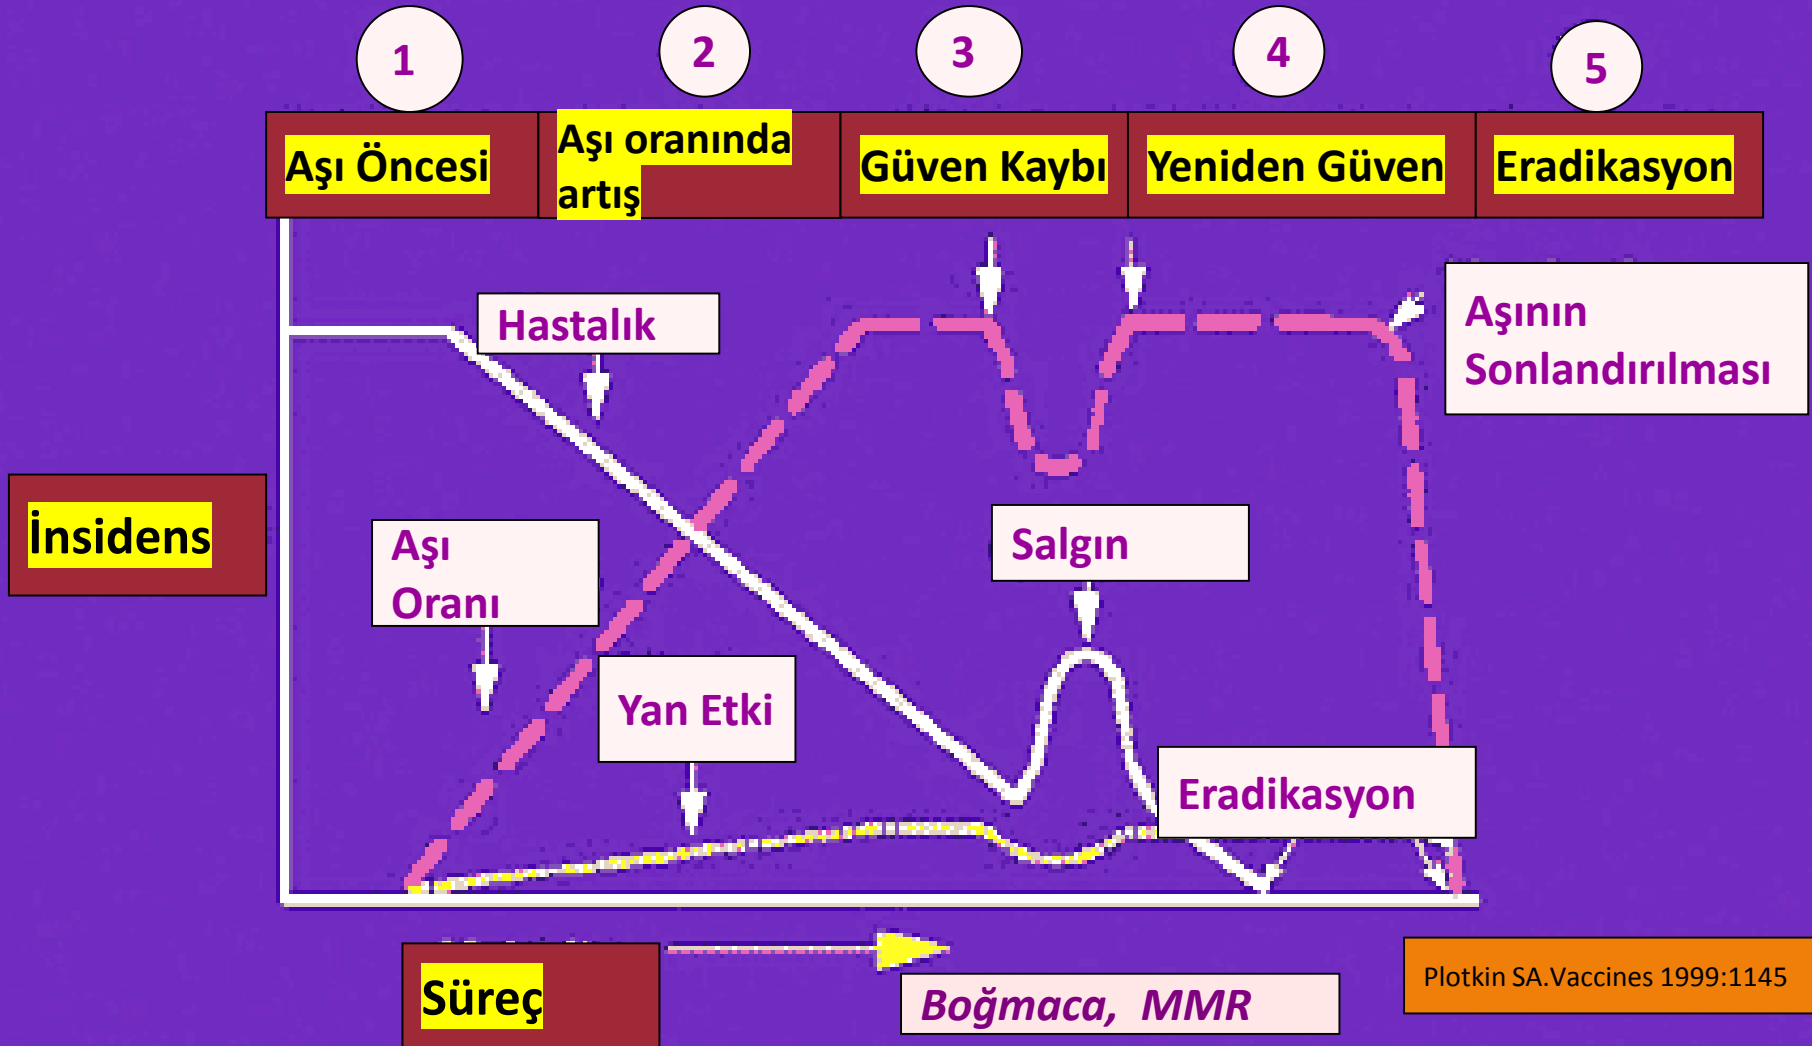 1
2
3
4
5
Aşı Öncesi
Aşı oranında
artış
Güven Kaybı
Yeniden Güven
Eradikasyon
Hastalık
Aşının
Sonlandırılması
İnsidens
Aşı
Oranı
Salgın
Yan Etki
Eradikasyon
Süreç
Boğmaca, MMR
Plotkin SA.Vaccines 1999:1145